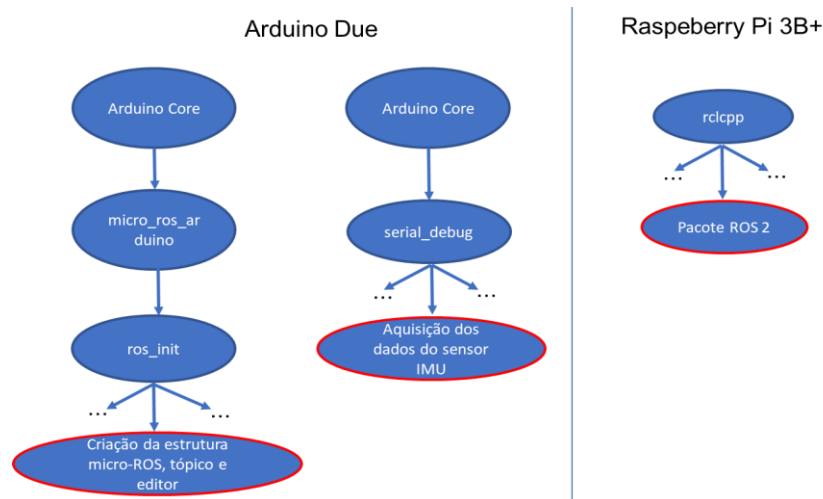 Arduino Due
Raspeberry Pi 3B+
Arduino Core
Arduino Core
rclcpp
...
...
micro_ros_ar
duino
serial_debug
Pacote ROS 2
...
...
ros_init
Aquisição dos
dados do sensor
IMU
...
...
Criação da estrutura
micro-ROS, tópico e
editor